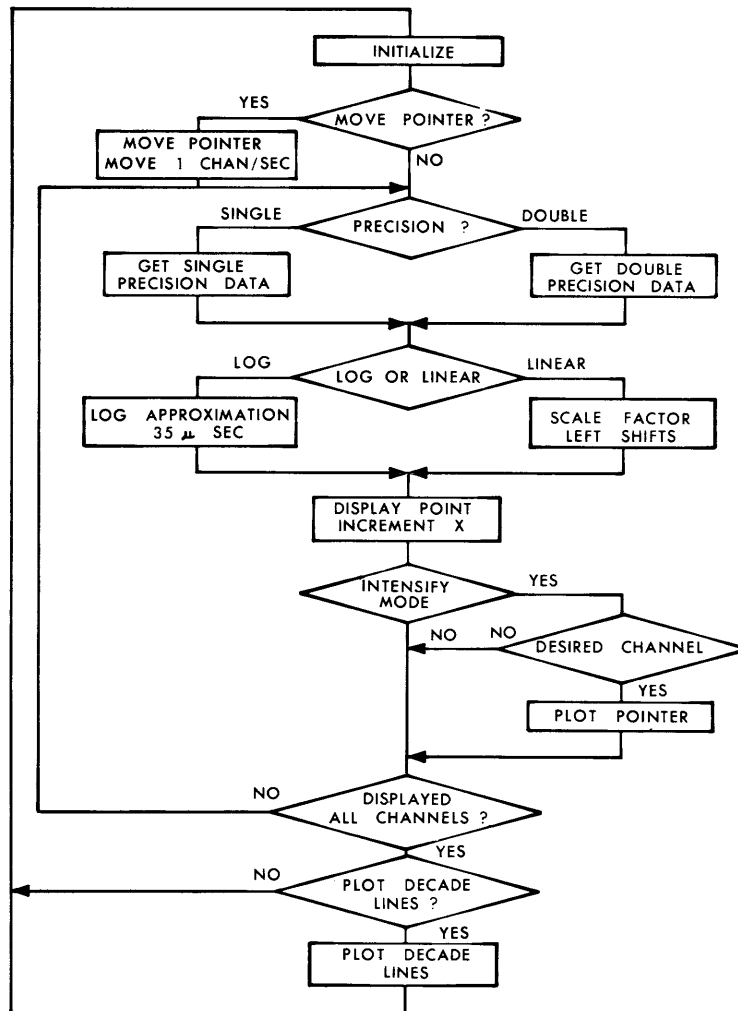 INITIALIZE
YES
MOVE POINTER ?
MOVE POINTER
MOVE 1 CHAN/SEC
NO
SINGLE
PRECISION ?
DOUBLE
GET SINGLE
PRECISION DATA
GET DOUBLE
PRECISION DATA
LOG
LOG OR LINEAR
LINEAR
LOG APPROXIMATION
35 μ SEC
SCALE FACTOR
LEFT SHIFTS
DISPLAY POINT
INCREMENT X
INTENSIFY
MODE
YES
NO
NO
DESIRED CHANNEL
YES
PLOT POINTER
NO
DISPLAYED
ALL CHANNELS ?
YES
NO
PLOT DECADE
LINES ?
YES
PLOT DECADE
LINES